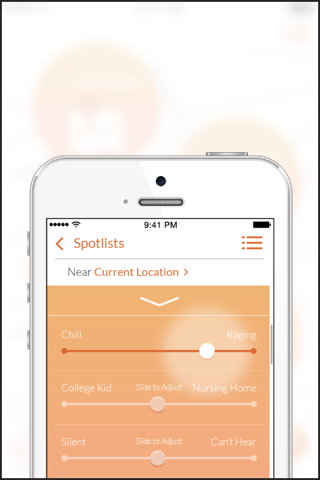 9:41 PM
Spotlists
Near Current Location >
Chill Raging
College Kid Slide to Adjust Nursing Home
Silent Slide to Adjust Can't Hear